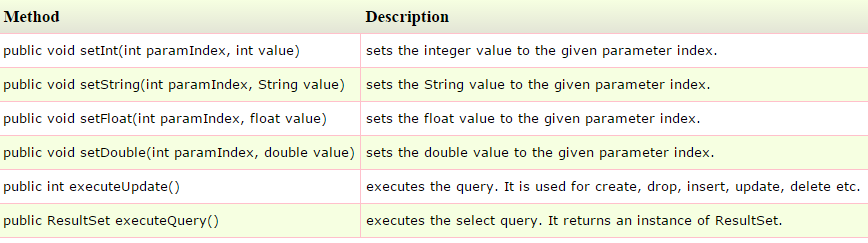 Method Description
public void setInt(int paramIndex, int value) sets the integer value to the given parameter index.
public void setString(int paramIndex, String value) sets the String value to the given parameter index.
public void setFloat(int paramIndex, float value) sets the float value to the given parameter index.
public void setDouble(int paramIndex, double value) sets the double value to the given parameter index.
public int executeUpdate() executes the query. It is used for create, drop, insert, update, delete etc.
public ResultSet executeQuery() executes the select query. It returns an instance of ResultSet.